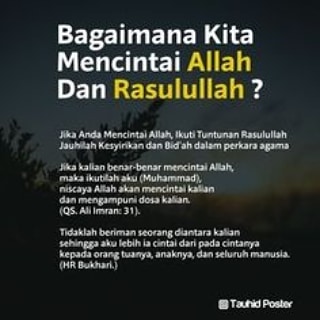 Bagaimana Kita
Mencintai Allah
Dan Rasulullah ?
Jika Anda Mencintai Allah, Ikuti Tuntunan Rasulullah
Jauhilah Kesyirikan dan Bid'ah dalam perkara agama
Jika kalian benar-benar mencintai Allah,
maka ikutilah aku (Muhammad),
niscaya Allah akan mencintai kalian
dan mengampuni dosa kalian.
(QS. Ali Imran: 31).
Tidaklah beriman seorang diantara kalian
sehingga aku lebih ia cintai dari pada cintanya
kepada orang tuanya, anaknya, dan seluruh manusia.
(HR Bukhari.)
Tauhid Poster